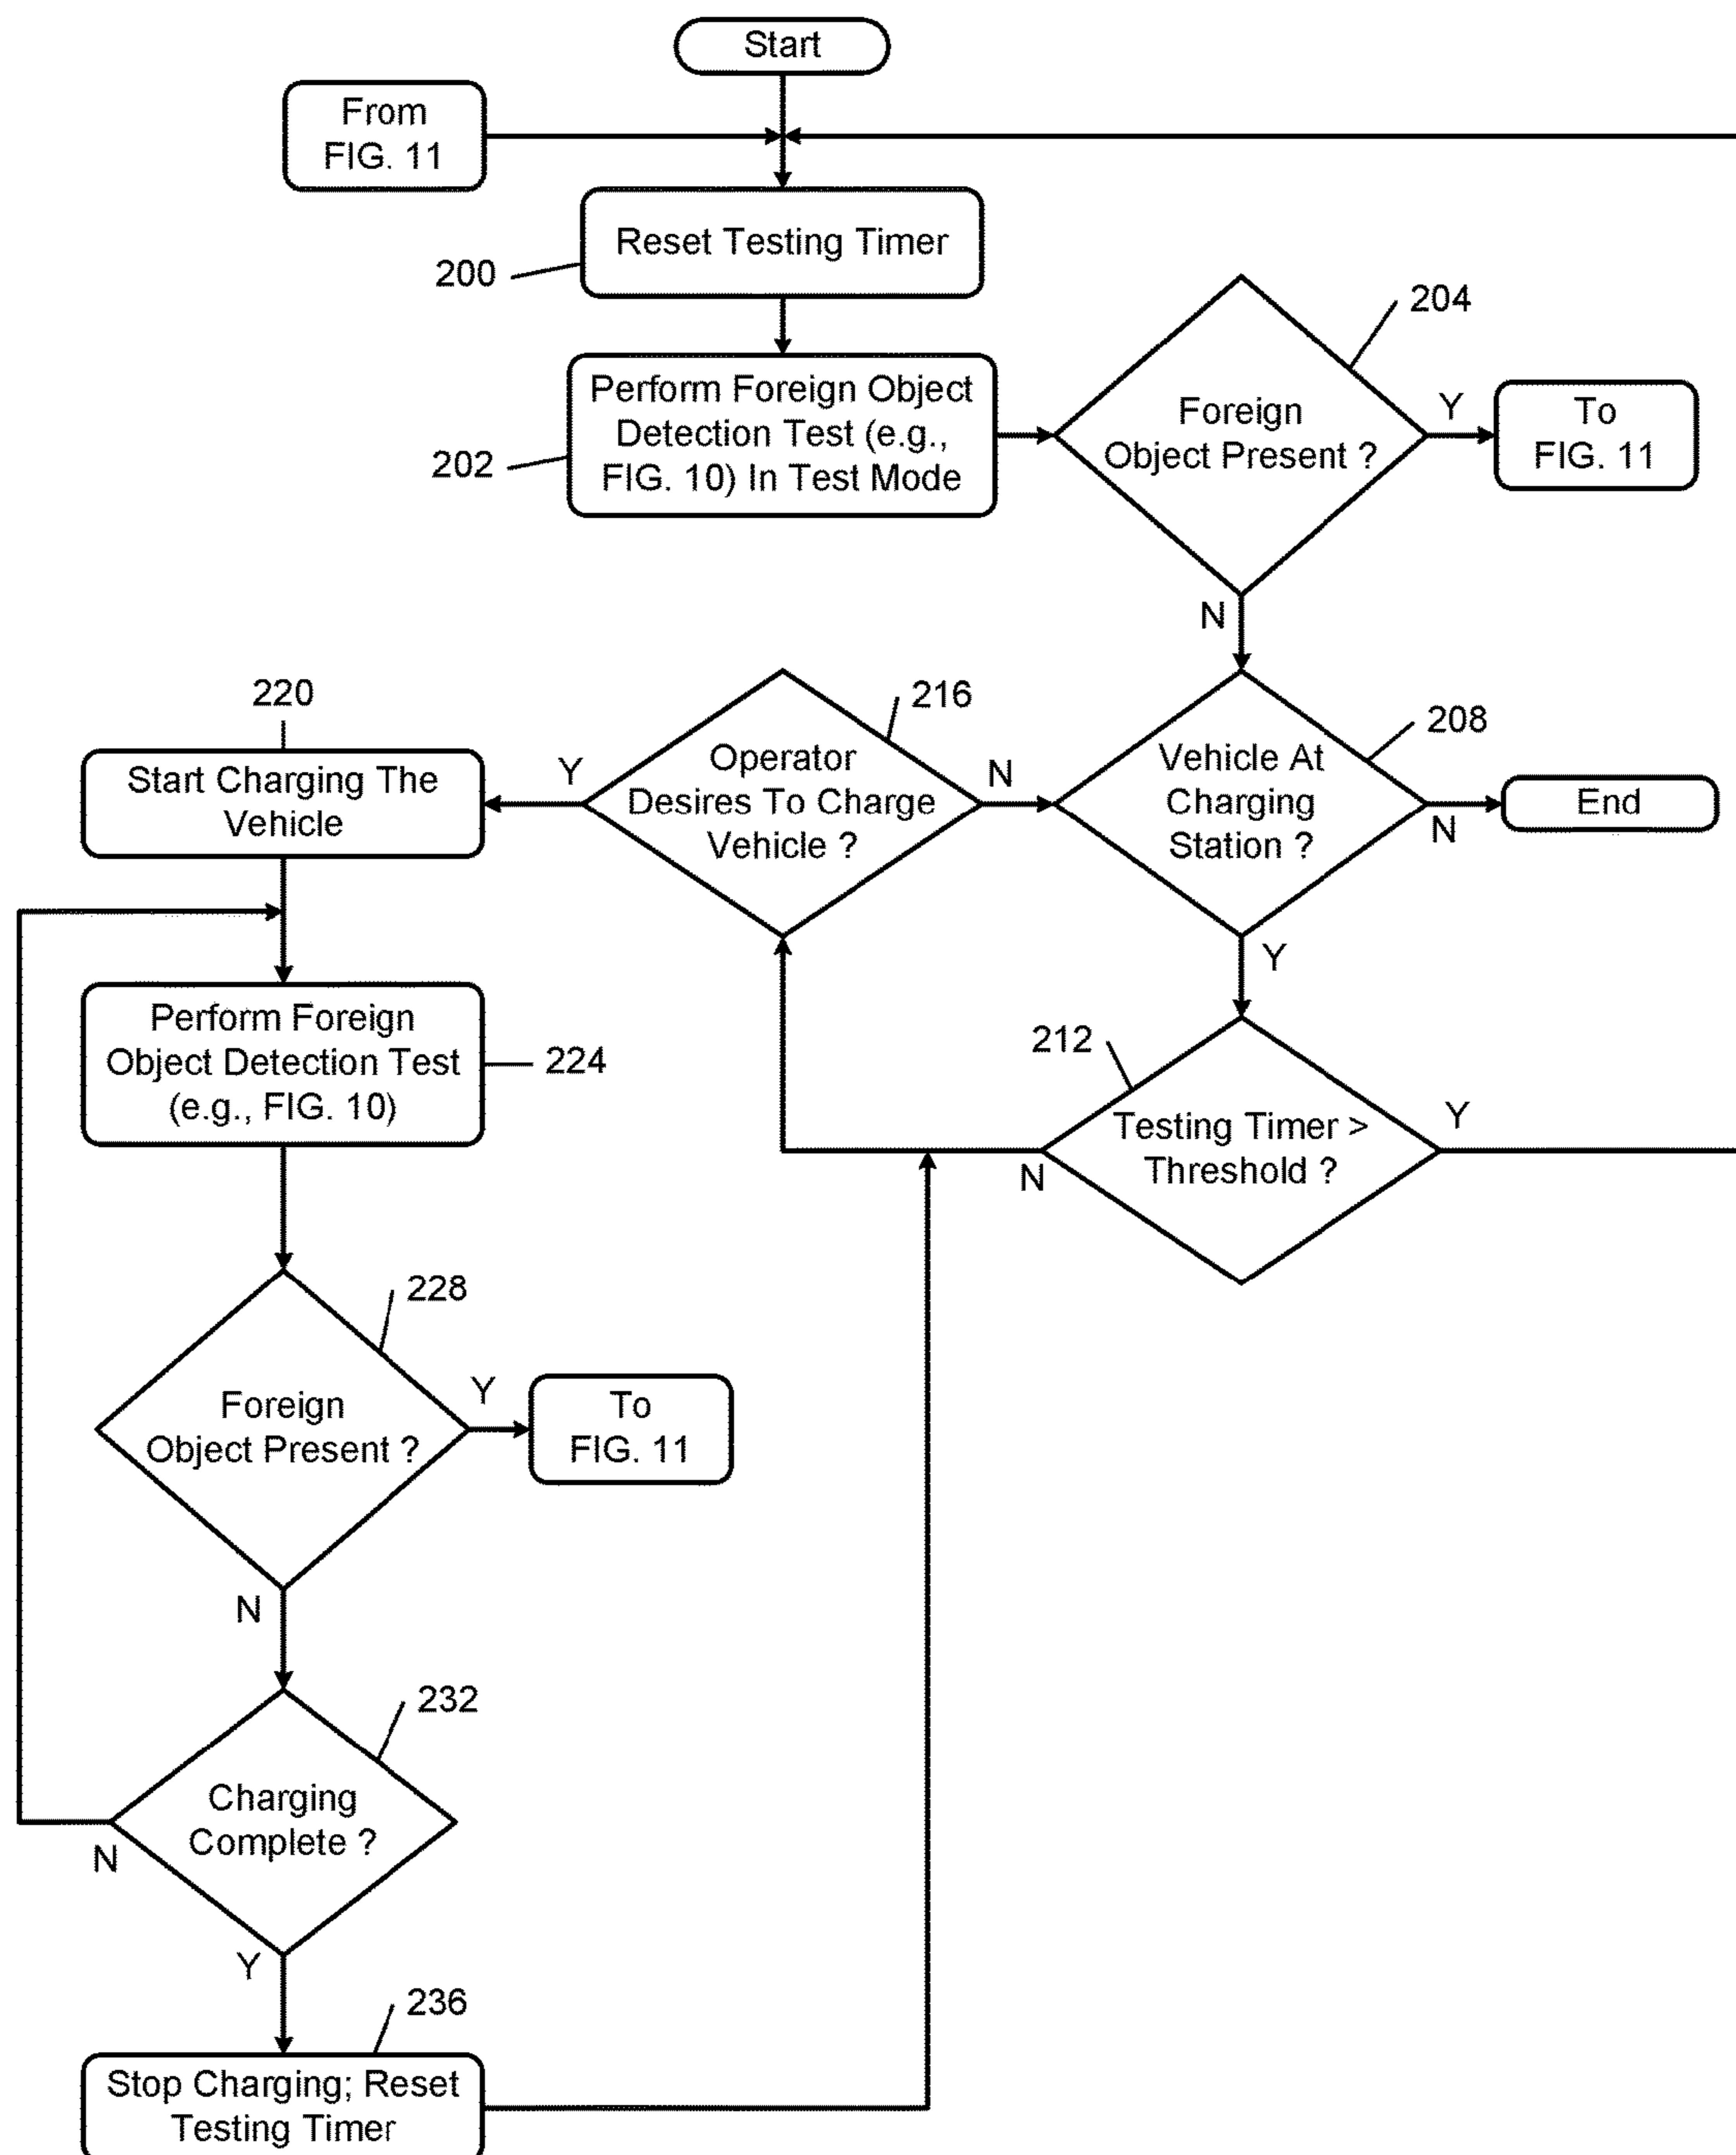 Start
From
FIG. 11
Reset Testing Timer
200
204
Perform Foreign Object
Detection Test (e.g.,
FIG. 10) In Test Mode
202
Foreign
Object Present ?
Y
To
FIG. 11
N
220
216
208
Start Charging The
Vehicle
Y
Operator
Desires To Charge
Vehicle ?
N
Vehicle At
Charging
Station ?
N
End
Y
Perform Foreign
Object Detection Test
(e.g., FIG. 10)
224
212
Testing Timer >
Threshold ?
Y
N
228
Foreign
Object Present ?
Y
To
FIG. 11
N
232
Charging
Complete ?
N
Y
236
Stop Charging; Reset
Testing Timer